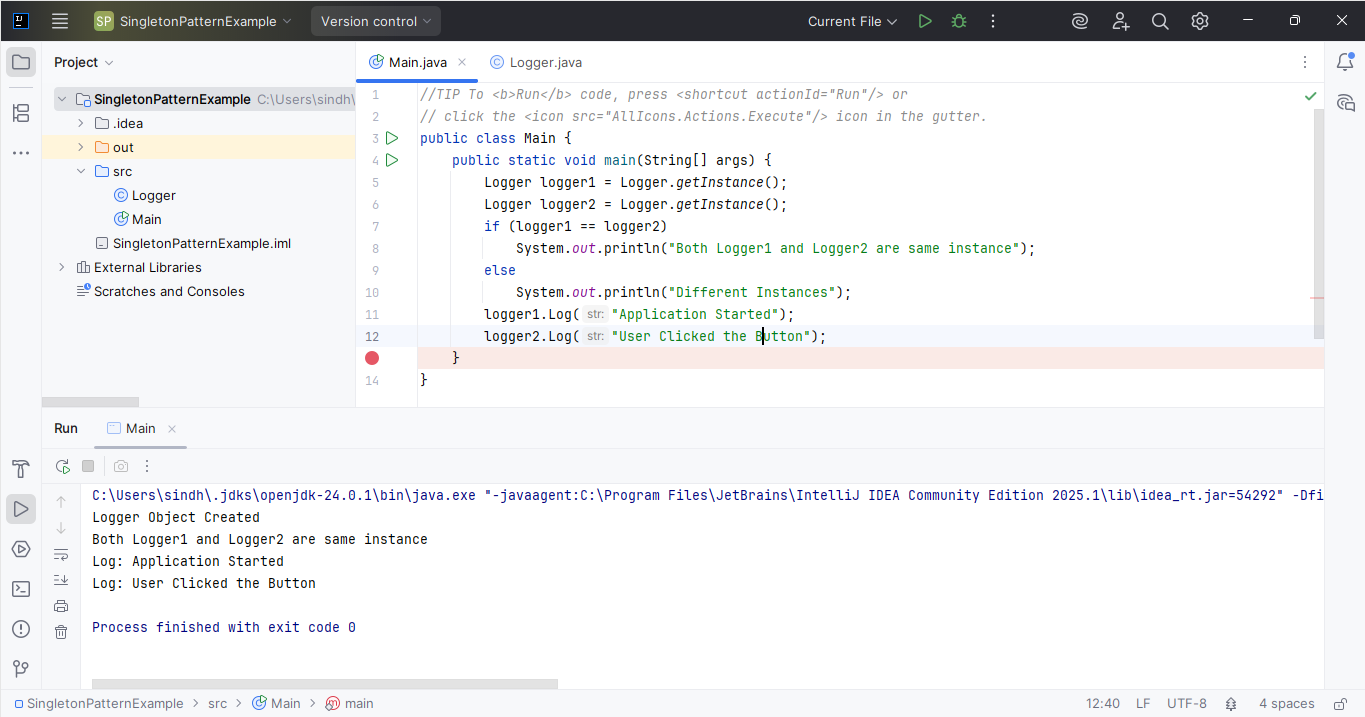 SP SingletonPatternExample Version control Current File
Project
Main.java Logger.java
SingletonPatternExample C:\Users\sindh\
.idea
out
src
Logger
Main
SingletonPatternExample.iml
External Libraries
Scratches and Consoles
1 //TIP To <b>Run</b> code, press <shortcut actionId="Run"/> or
2 // click the <icon src="AllIcons.Actions.Execute"/> icon in the gutter.
3 public class Main {
4 public static void main(String[] args) {
5 Logger logger1 = Logger.getInstance();
6 Logger logger2 = Logger.getInstance();
7 if (logger1 == logger2)
8 System.out.println("Both Logger1 and Logger2 are same instance");
9 else
10 System.out.println("Different Instances");
11 logger1.Log( str: "Application Started");
12 logger2.Log( str: "User Clicked the Button");
}
14 }
Run Main
C:\Users\sindh\.jdks\openjdk-24.0.1\bin\java.exe "-javaagent:C:\Program Files\JetBrains\IntelliJ IDEA Community Edition 2025.1\lib\idea_rt.jar=54292" -Dfi
Logger Object Created
Both Logger1 and Logger2 are same instance
Log: Application Started
Log: User Clicked the Button
Process finished with exit code 0
SingletonPatternExample > src > Main > main 12:40 LF UTF-8 4 spaces